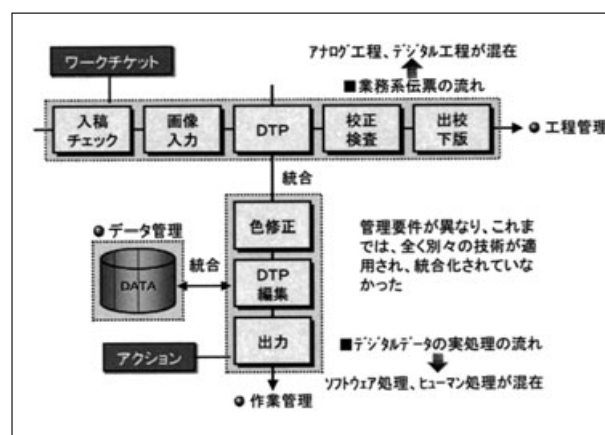 ワークチケット
アナログ工程、デジタル工程が混在
■業務系伝票の流れ
入稿
チェック
画像
入力
DTP
校正
検査
出校
下版
工程管理
統合
色修正
データ管理
統合
DATA
DTP
編集
管理要件が異なり、これま
では、全く別々の技術が適
用され、統合化されていな
かった
出力
アクション
■デジタルデータの実処理の流れ
ソフトウェア処理、ヒューマン処理が混在
作業管理